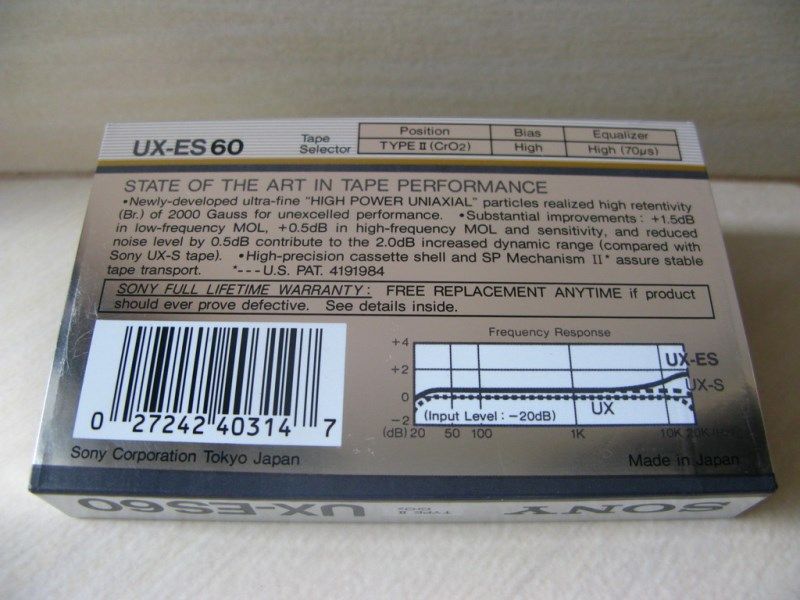 UX-ES 60
Tape Selector
Position Bias Equalizer
TYPE II (CrO2) High High (70μs)
STATE OF THE ART IN TAPE PERFORMANCE
•Newly-developed ultra-fine "HIGH POWER UNIAXIAL" particles realized high retentivity
(Br.) of 2000 Gauss for unexcelled performance. •Substantial improvements: +1.5dB
in low-frequency MOL, +0.5dB in high-frequency MOL and sensitivity, and reduced
noise level by 0.5dB contribute to the 2.0dB increased dynamic range (compared with
Sony UX-S tape). •High-precision cassette shell and SP Mechanism II* assure stable
tape transport. *---U.S. PAT. 4191984
SONY FULL LIFETIME WARRANTY: FREE REPLACEMENT ANYTIME if product
should ever prove defective. See details inside.
Frequency Response
+4
+2
0
−2
(dB) 20 50 100 1K 10K 20K(Hz)
UX-ES
UX-S
UX
(Input Level: −20dB)
0 27242 40314 7
Sony Corporation Tokyo Japan
Made in Japan
SONY TYPE II CrO2 UX-ES60